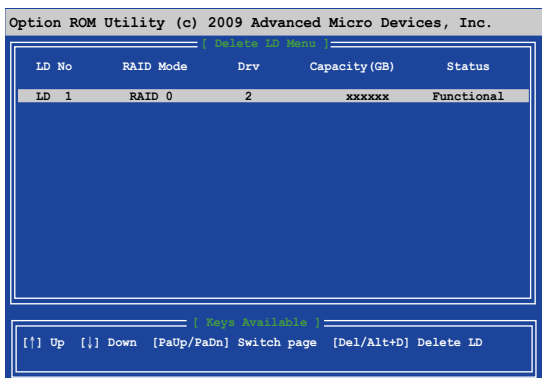 Option ROM Utility (c) 2009 Advanced Micro Devices, Inc.
[ Delete LD Menu ]
LD No RAID Mode Drv Capacity(GB) Status
LD 1 RAID 0 2 xxxxxx Functional
[ Keys Available ]
[↑] Up [↓] Down [PaUp/PaDn] Switch page [Del/Alt+D] Delete LD